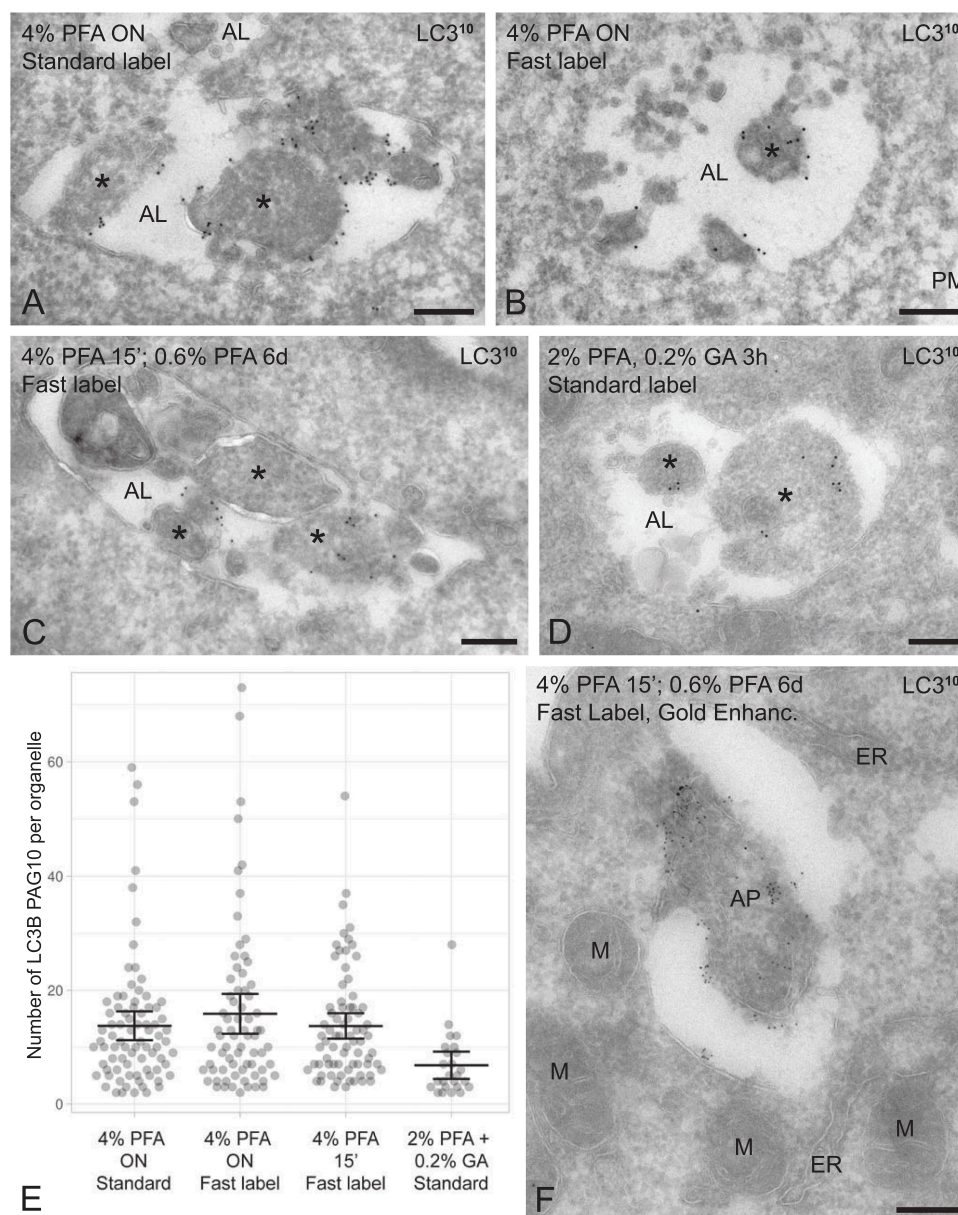 4% PFA ON
Standard label
AL
LC3¹⁰
*
*
AL
A
4% PFA ON
Fast label
LC3¹⁰
*
AL
PM
B
4% PFA 15’; 0.6% PFA 6d
Fast label
LC3¹⁰
*
AL
*
*
C
2% PFA, 0.2% GA 3h
Standard label
LC3¹⁰
*
*
AL
D
Number of LC3B PAG10 per organelle
60
40
20
0
4% PFA
ON
Standard
4% PFA
ON
Fast label
4% PFA
15’
Fast label
2% PFA +
0.2% GA
Standard
E
4% PFA 15’; 0.6% PFA 6d
Fast Label, Gold Enhanc.
LC3¹⁰
ER
AP
M
M
M
M
ER
F